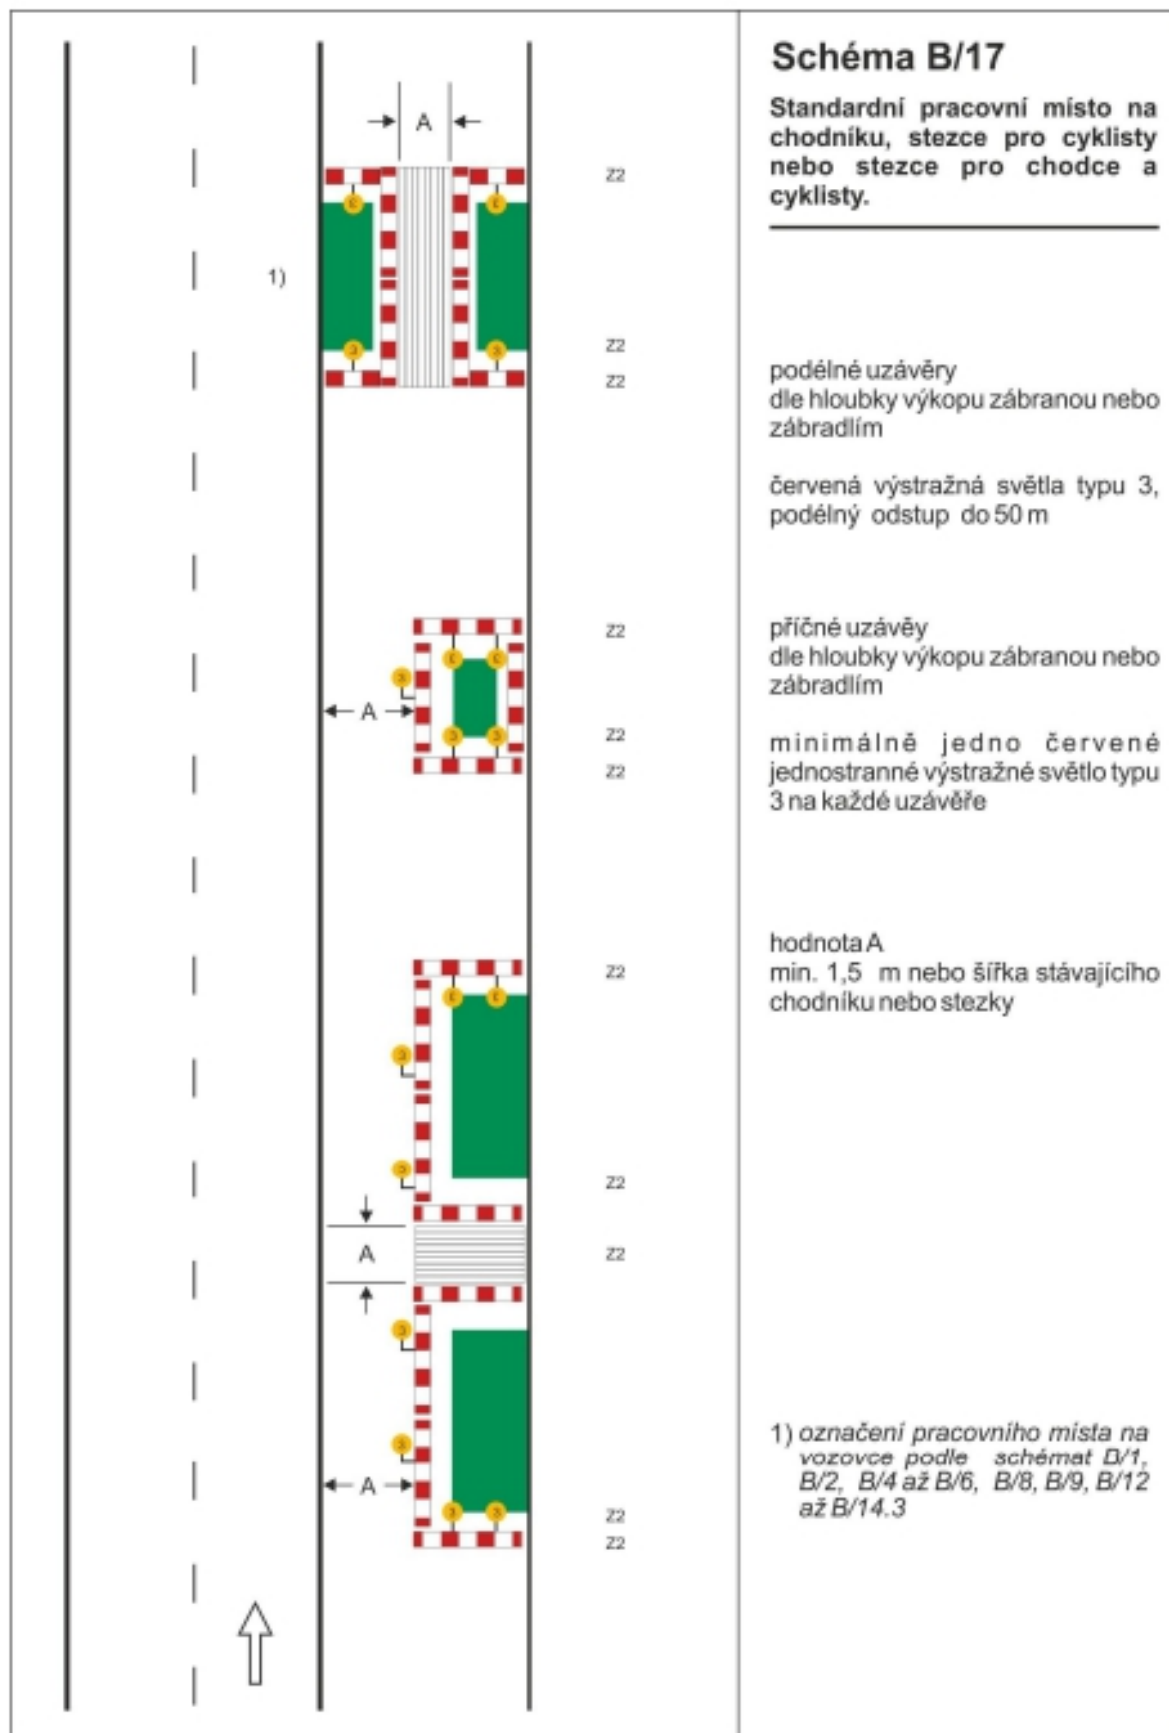 Schéma B/17
Standardní pracovní místo na
chodníku, stezce pro cyklisty
nebo stezce pro chodce a
cyklisty.
A
Z2
1)
Z2
Z2
podélné uzávěry
dle hloubky výkopu zábranou nebo
zábradlím
červená výstražná světla typu 3,
podélný odstup do 50 m
Z2
A
Z2
Z2
příčné uzávěy
dle hloubky výkopu zábranou nebo
zábradlím
minimálně jedno červené
jednostranné výstražné světlo typu
3 na každé uzávěře
Z2
hodnota A
min. 1,5 m nebo šířka stávajícího
chodníku nebo stezky
Z2
A
Z2
A
Z2
Z2
1) označení pracovního místa na
vozovce podle schémat B/1,
B/2, B/4 až B/6, B/8, B/9, B/12
až B/14.3